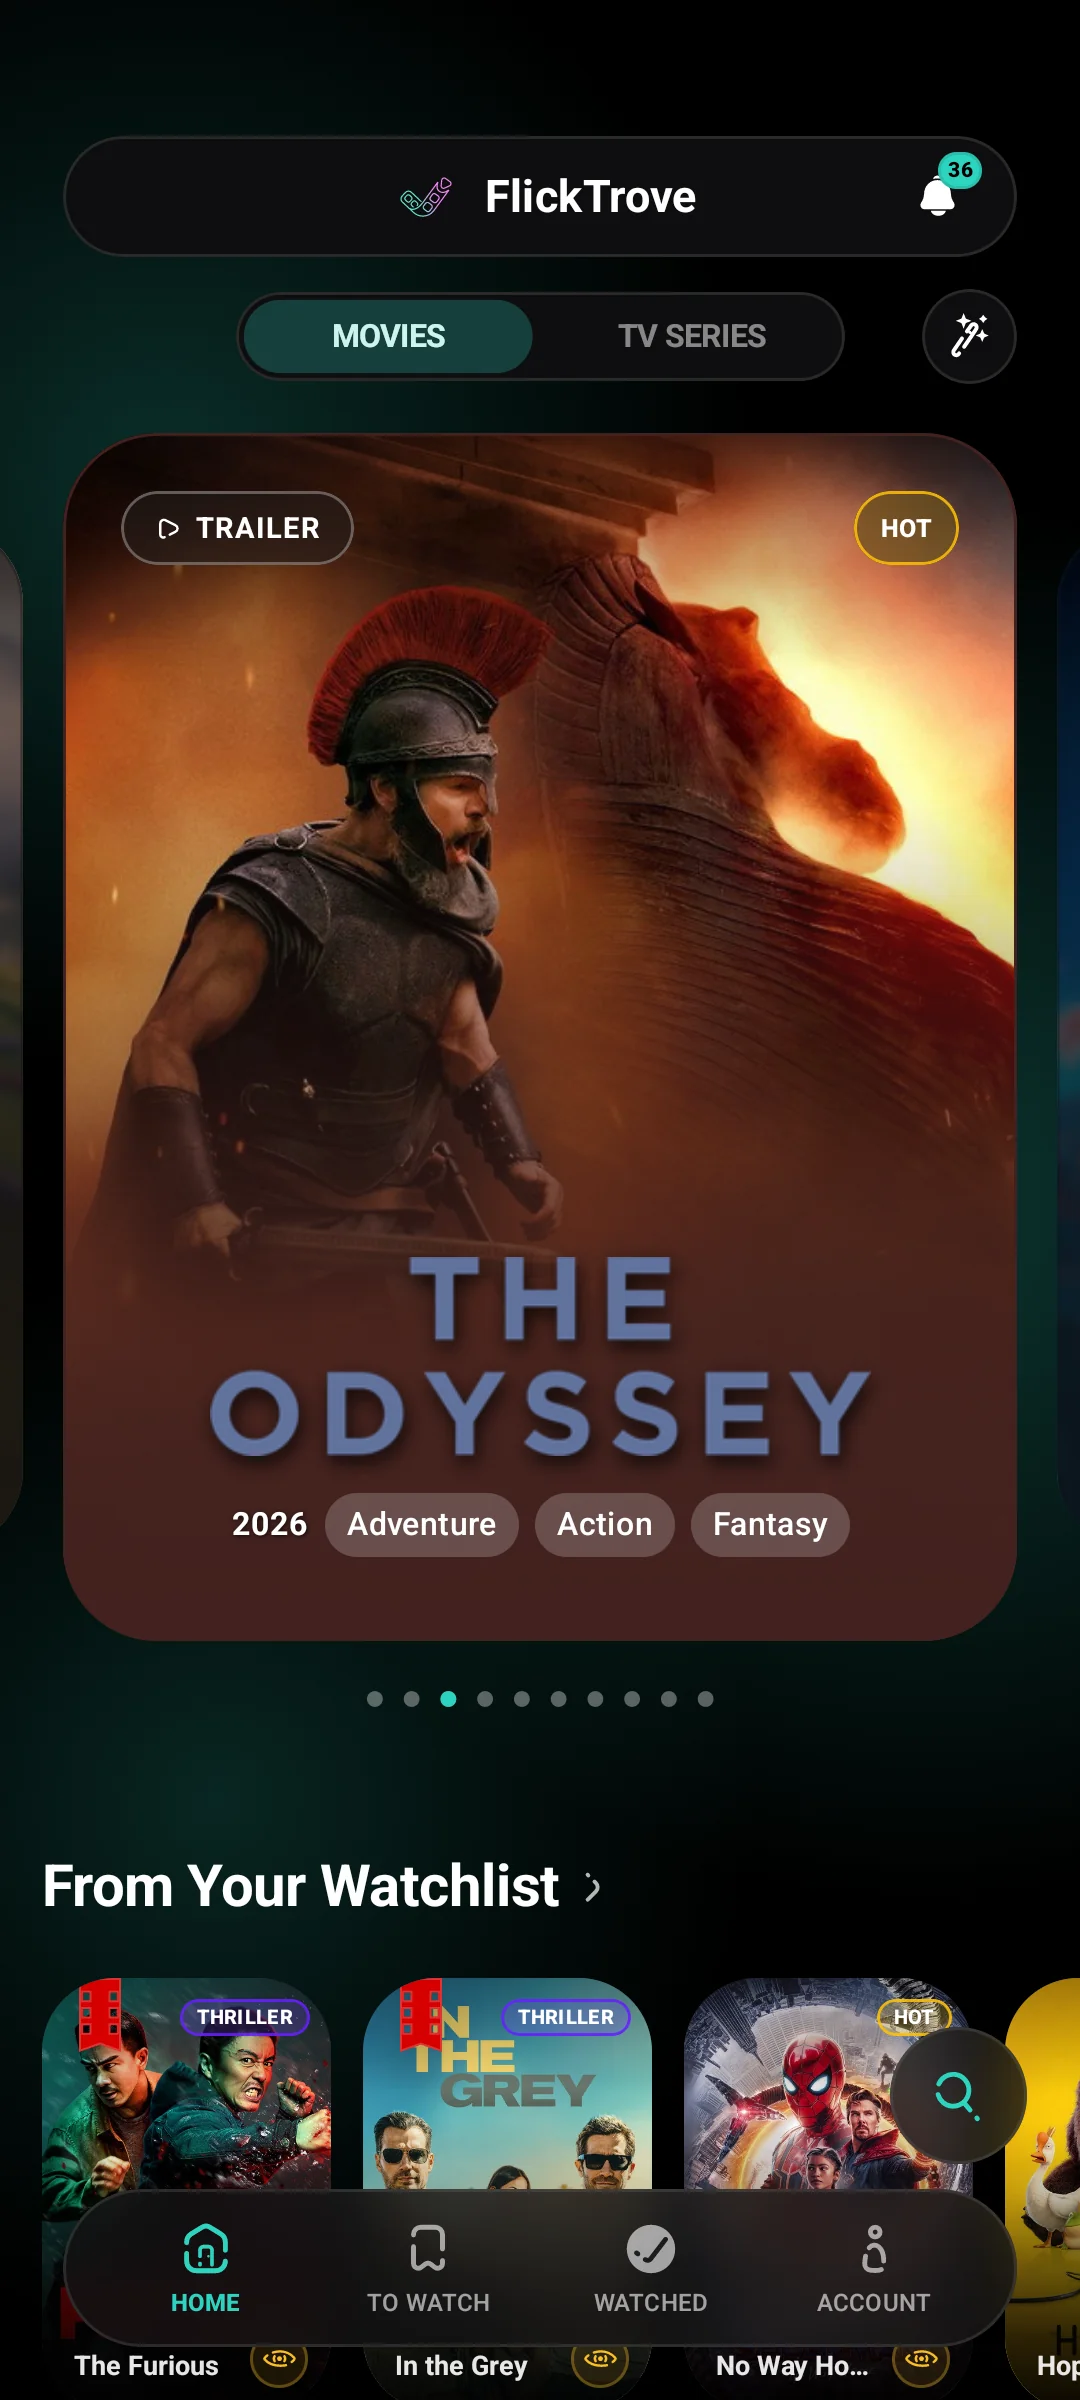 FlickTrove
36
MOVIES
TV SERIES
TRAILER
HOT
THE
ODYSSEY
2026
Adventure
Action
Fantasy
From Your Watchlist
THRILLER
THRILLER
HOT
IN
THE
GREY
HOME
TO WATCH
WATCHED
ACCOUNT
The Furious
In the Grey
No Way Ho...